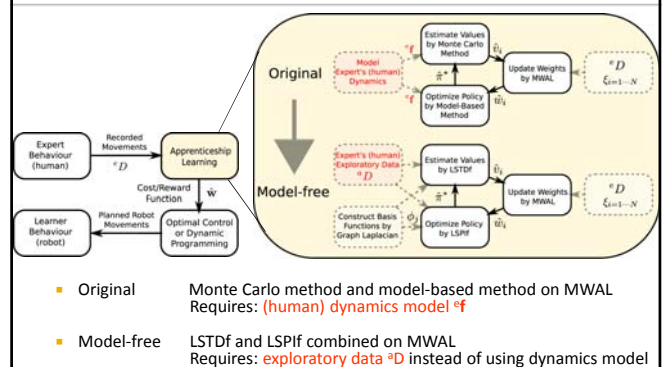 Expert
Behaviour
(human)
Recorded
Movements
ᵉD
Apprenticeship
Learning
Cost/Reward
Function
ŵ
Optimal Control
or Dynamic
Programming
Planned Robot
Movements
Learner
Behaviour
(robot)
Original
Model
Expert's (human)
Dynamics
ᵉf
ᵉf
Estimate Values
by Monte Carlo
Method
v̂ᵢ
π̂*
Optimize Policy
by Model-Based
Method
ŵᵢ
Update Weights
by MWAL
ᵉD
ξᵢ₌₁...N
Model-free
Expert's (human)
Exploratory Data
ᵃD
Construct Basis
Functions by
Graph Laplacian
ϕⱼ
Estimate Values
by LSTDf
v̂ᵢ
π̂*
Optimize Policy
by LSPIf
ŵᵢ
Update Weights
by MWAL
ᵉD
ξᵢ₌₁...N
▪ Original Monte Carlo method and model-based method on MWAL
Requires: (human) dynamics model ᵉf
▪ Model-free LSTDf and LSPIf combined on MWAL
Requires: exploratory data ᵃD instead of using dynamics model